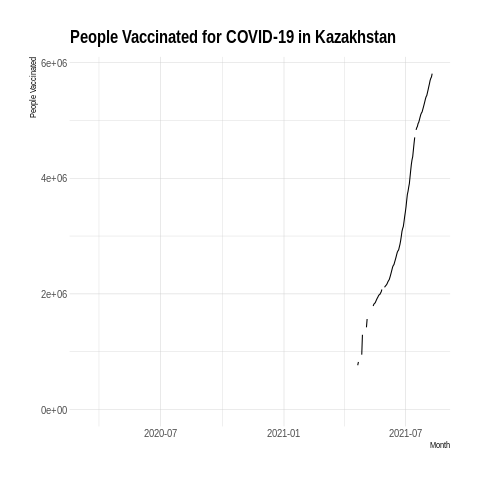 People Vaccinated for COVID-19 in Kazakhstan
People Vaccinated
6e+06
4e+06
2e+06
0e+00
2020-07
2021-01
2021-07
Month